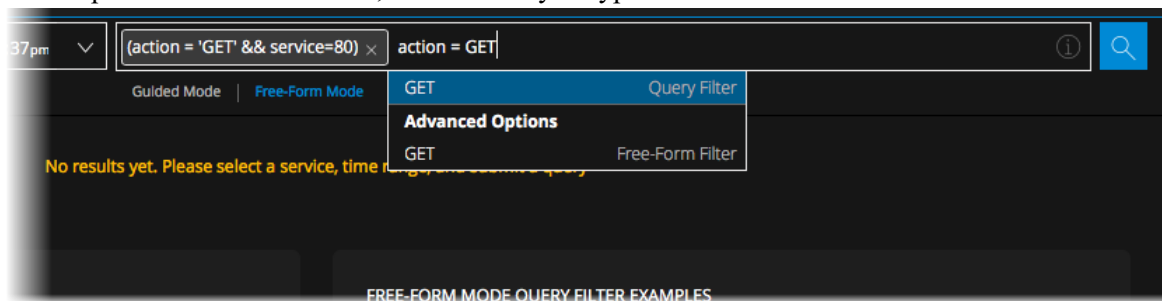 37pm (action = 'GET' && service=80) × action = GET
Guided Mode | Free-Form Mode
GET Query Filter
Advanced Options
GET Free-Form Filter
No results yet. Please select a service, time range, and submit a query
FREE-FORM MODE QUERY FILTER EXAMPLES